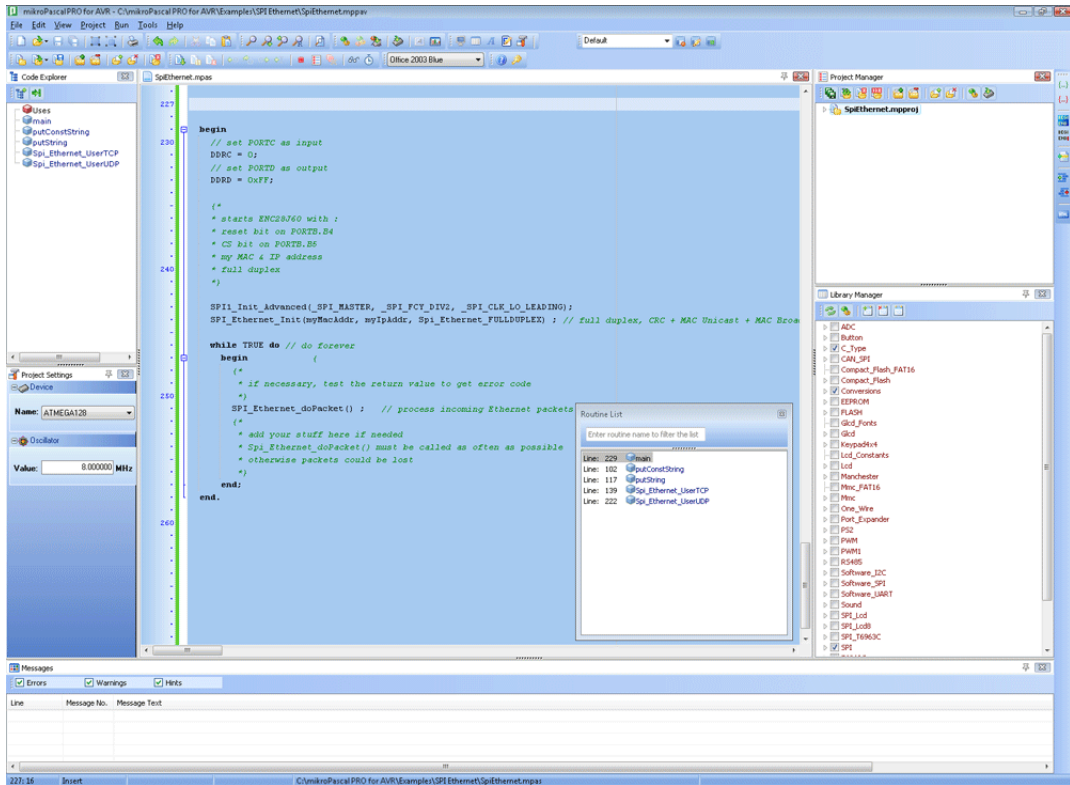 mikroPascal PRO for AVR - C:\mikroPascal PRO for AVR\Examples\SPI Ethernet\SpiEthernet.mppav
File Edit View Project Run Tools Help
Default
Office 2003 Blue
Code Explorer
Uses
main
putConstString
putString
Spi_Ethernet_UserTCP
Spi_Ethernet_UserUDP
Project Settings
Device
Name: ATMEGA128
Oscillator
Value: 8.000000 MHz
SpiEthernet.mpas
227
begin
230 // set PORTC as input
DDRC = 0;
// set PORTD as output
DDRD = 0xFF;
(*
* starts ENC28J60 with :
* reset bit on PORTB.B4
* CS bit on PORTB.B5
* my MAC & IP address
240 * full duplex
*)
SPI1_Init_Advanced(_SPI_MASTER, _SPI_FCY_DIV2, _SPI_CLK_LO_LEADING);
SPI_Ethernet_Init(myMacAddr, myIpAddr, Spi_Ethernet_FULLDUPLEX) ; // full duplex, CRC + MAC Unicast + MAC Broad
while TRUE do // do forever
begin {
(*
* if necessary, test the return value to get error code
250 *)
SPI_Ethernet_doPacket() ; // process incoming Ethernet packets
(*
* add your stuff here if needed
* Spi_Ethernet_doPacket() must be called as often as possible
* otherwise packets could be lost
*)
end;
end.
260
Routine List
Enter routine name to filter the list
Line: 229 main
Line: 102 putConstString
Line: 117 putString
Line: 139 Spi_Ethernet_UserTCP
Line: 222 Spi_Ethernet_UserUDP
Project Manager
SpiEthernet.mppproj
Library Manager
ADC
Button
C_Type
CAN_SPI
Compact_Flash_FAT16
Compact_Flash
Conversions
EEPROM
FLASH
Glcd_Fonts
Glcd
Keypad4x4
Lcd_Constants
Lcd
Manchester
Mmc_FAT16
Mmc
One_Wire
Port_Expander
PS2
PWM
PWM1
RS485
Software_I2C
Software_SPI
Software_UART
Sound
SPI_Lcd
SPI_Lcd8
SPI_T6963C
SPI
Messages
Errors Warnings Hints
Line Message No. Message Text
227: 16 Insert C:\mikroPascal PRO for AVR\Examples\SPI Ethernet\SpiEthernet.mpas